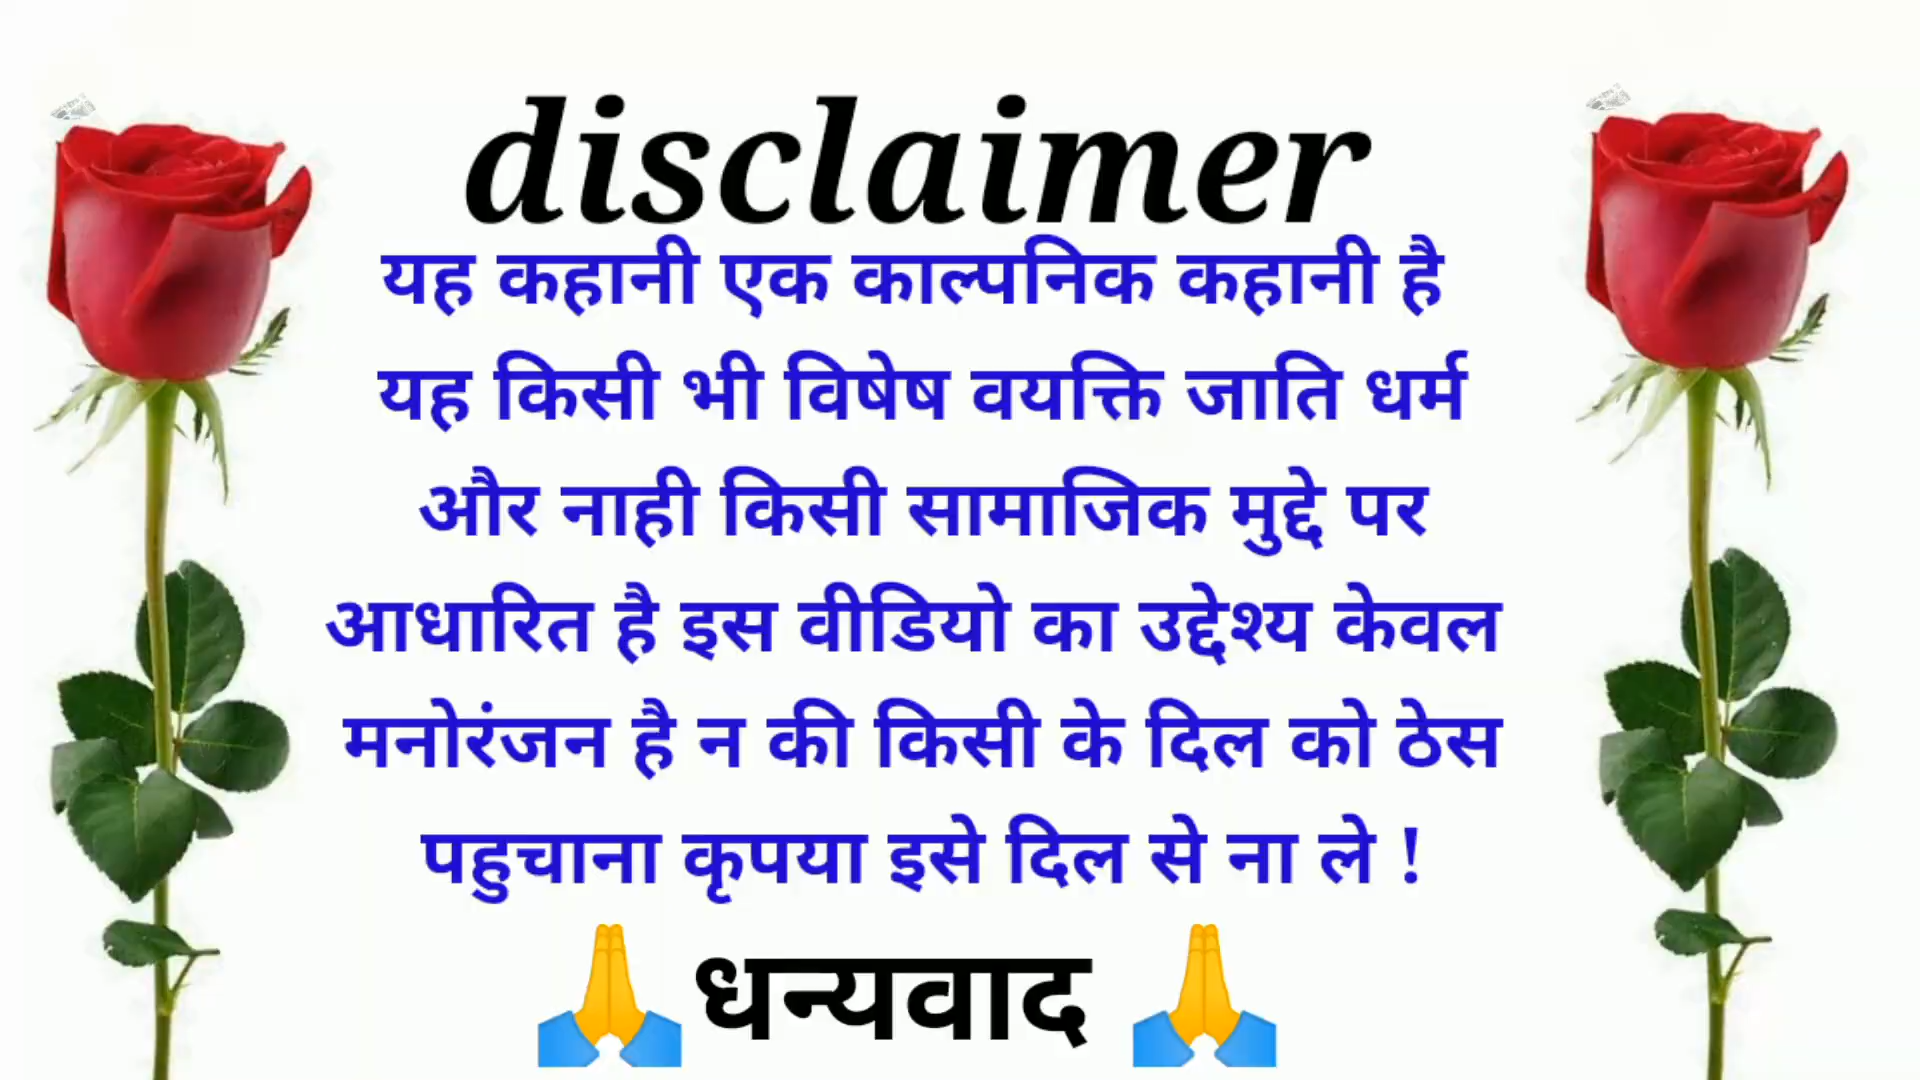 disclaimer
यह कहानी एक काल्पनिक कहानी है
यह किसी भी विषेष वयक्ति जाति धर्म
और नाही किसी सामाजिक मुद्दे पर
आधारित है इस वीडियो का उद्देश्य केवल
मनोरंजन है न की किसी के दिल को ठेस
पहुचाना कृपया इसे दिल से ना ले !
🙏धन्यवाद 🙏